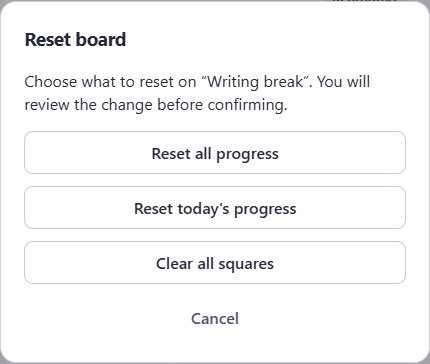 Reset board
Choose what to reset on “Writing break”. You will
review the change before confirming.
Reset all progress
Reset today's progress
Clear all squares
Cancel